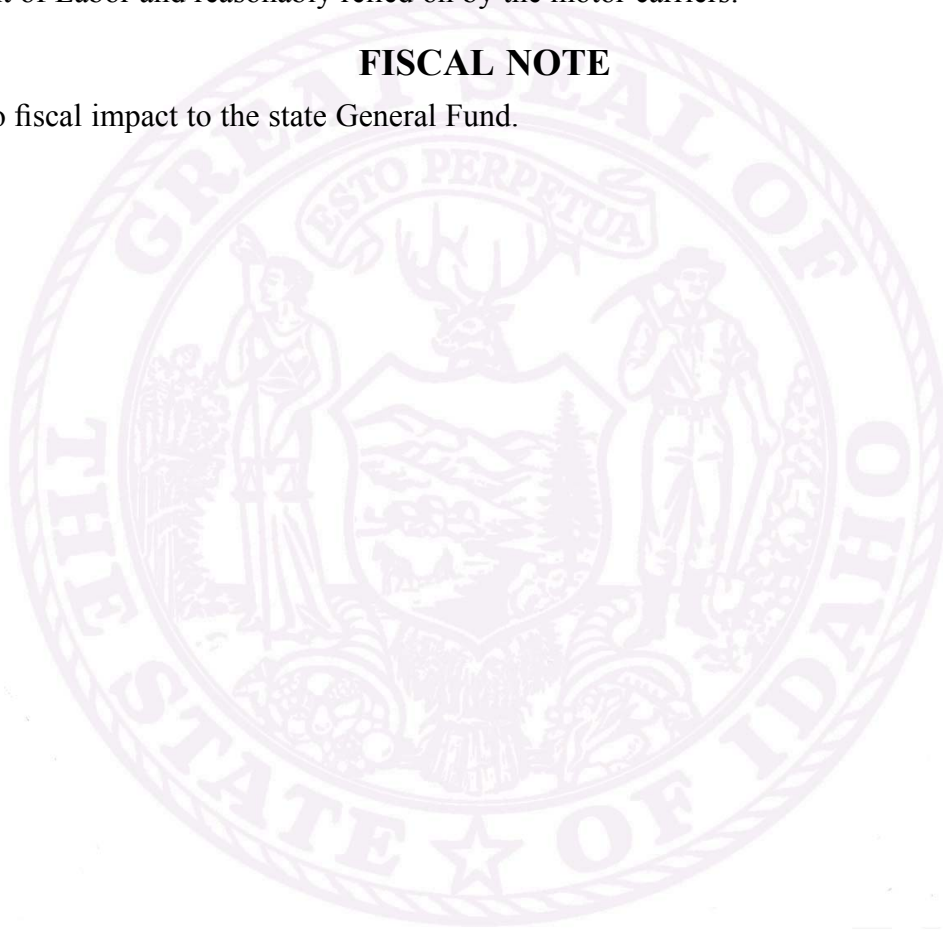 of Labor and reasonably relied on by the motor carriers.
FISCAL NOTE
fiscal impact to the state General Fund.
GREAT SEAL OF
ESTO PERPETUA
THE
IDAHO
STATE OF